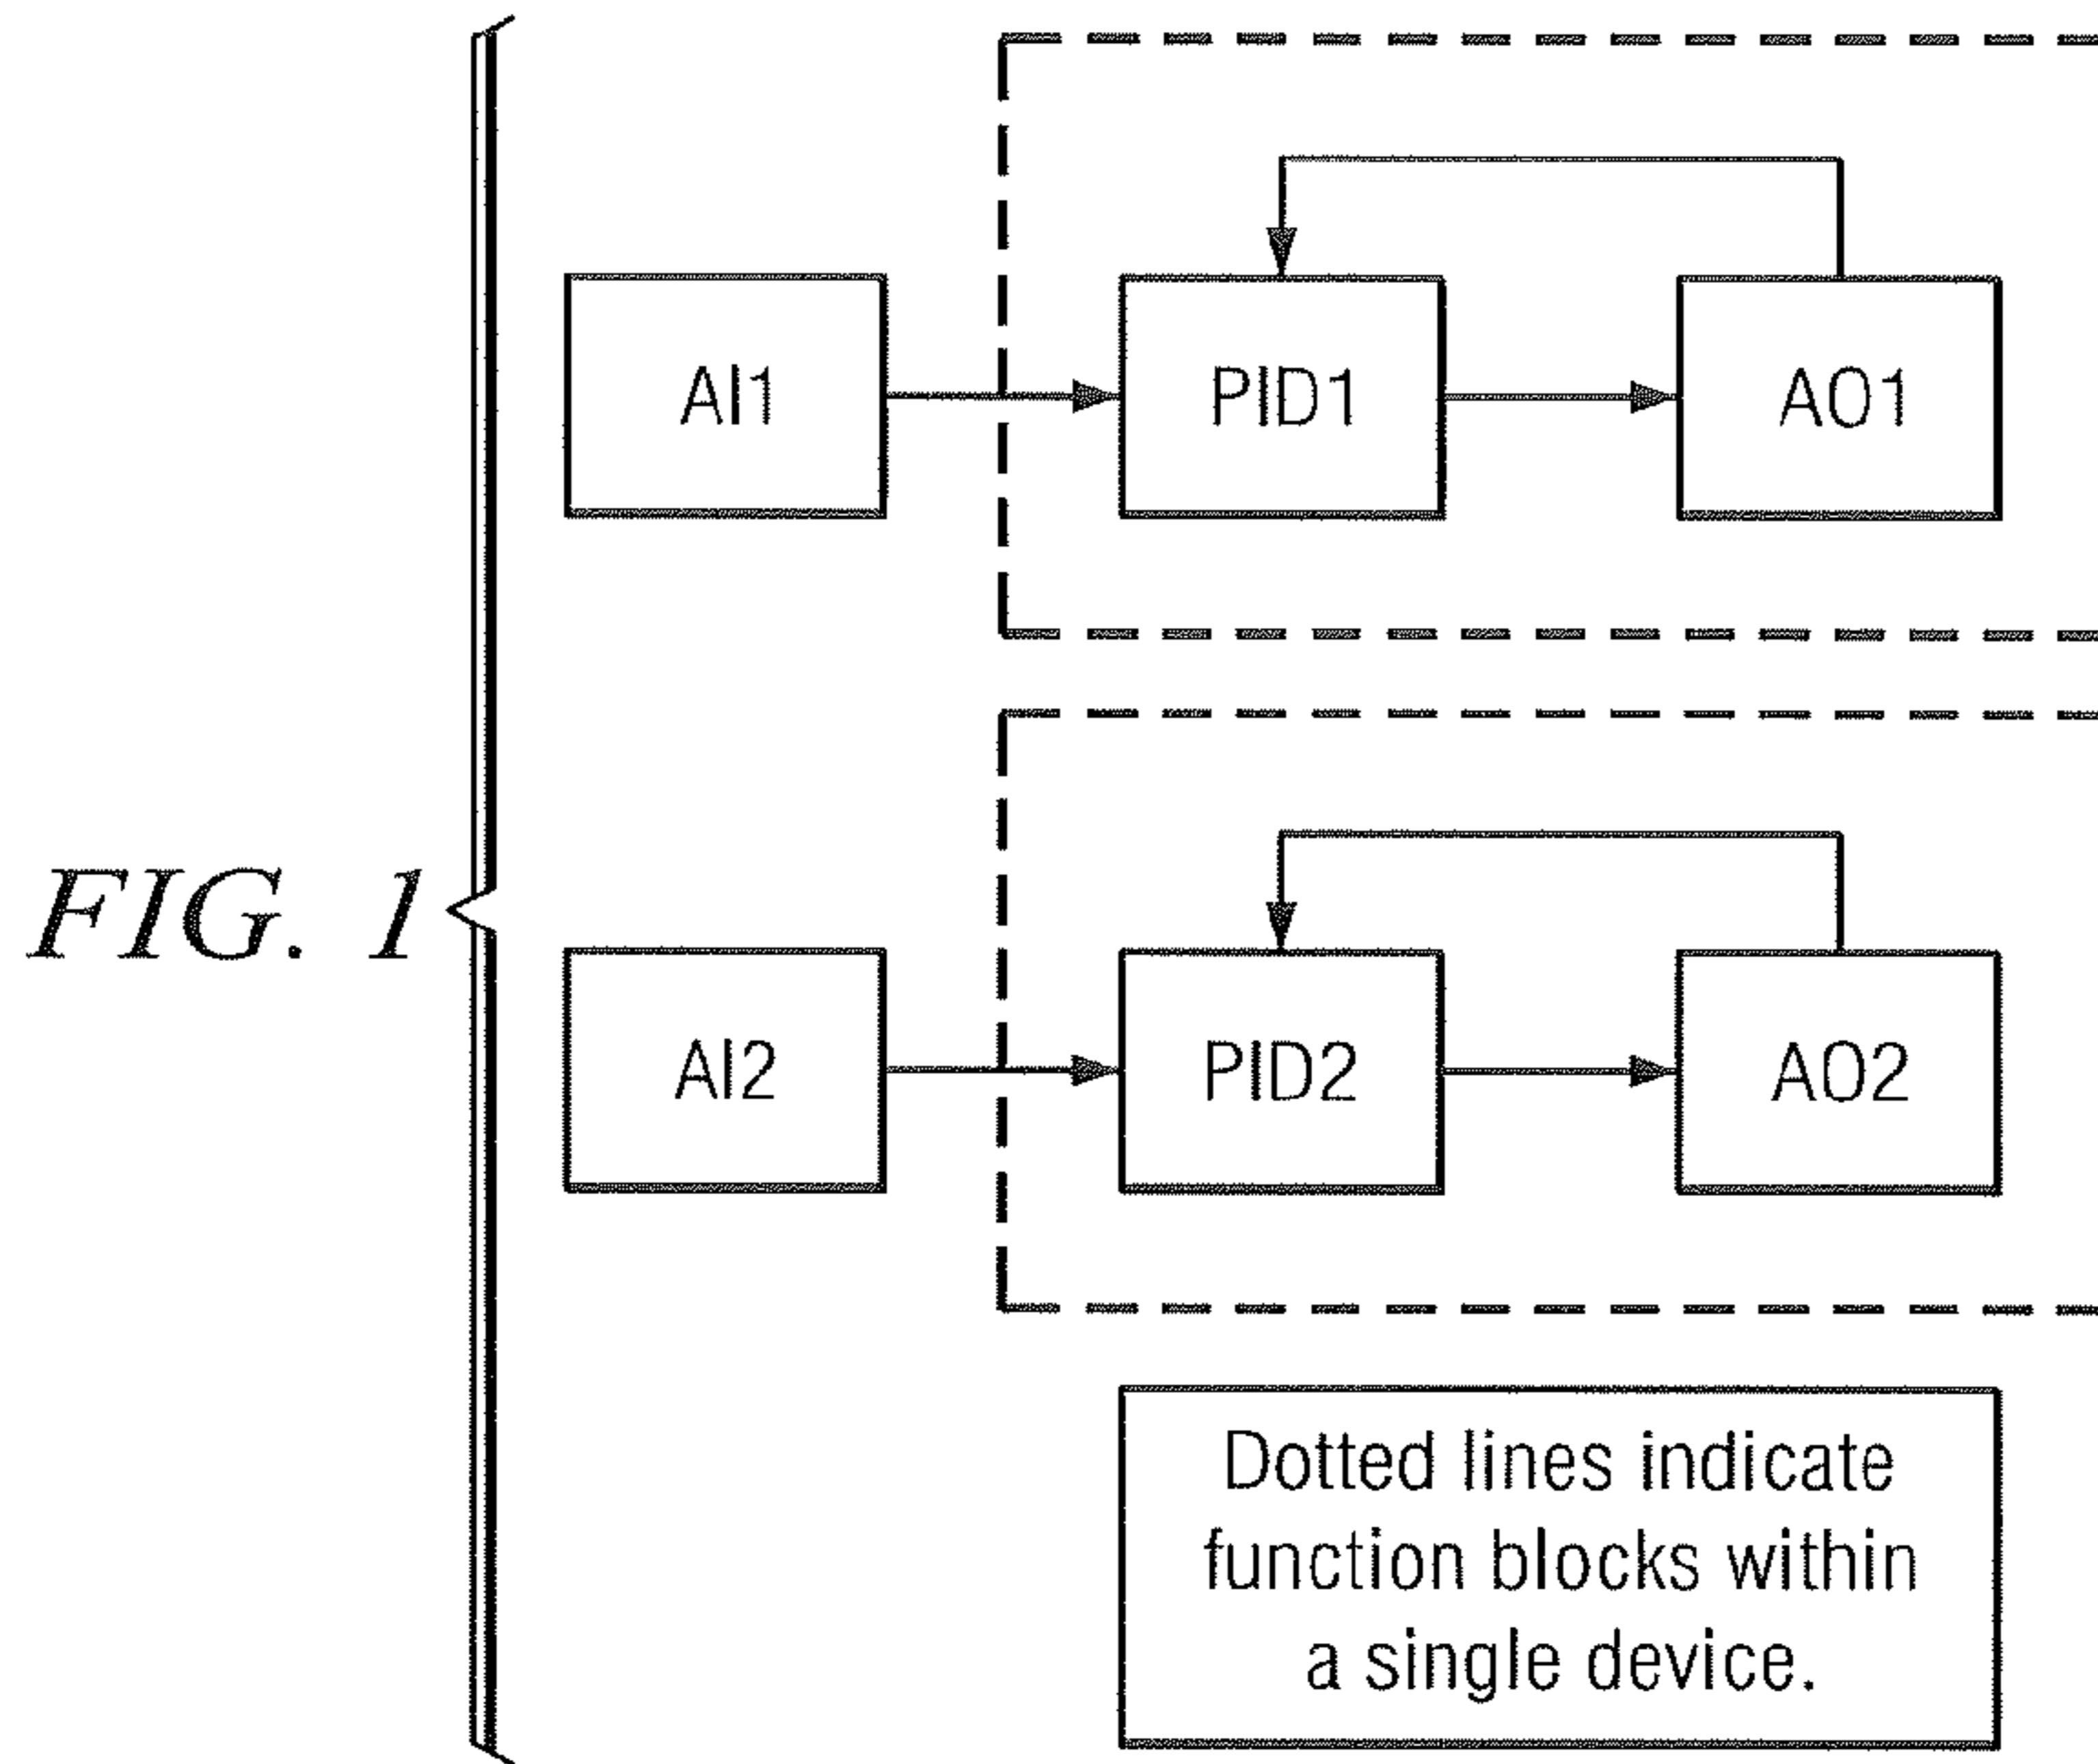 AI1
PID1
AO1
FIG. 1
AI2
PID2
AO2
Dotted lines indicate
function blocks within
a single device.